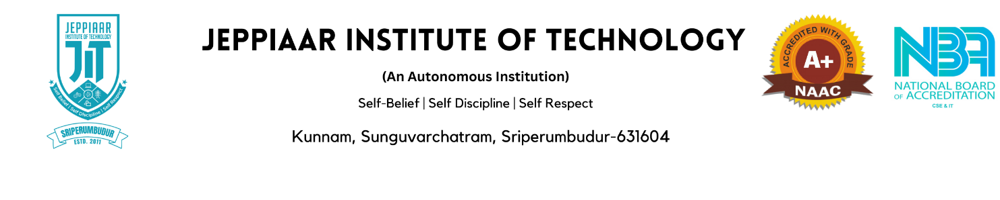 JEPPIAAR
INSTITUTE OF TECHNOLOGY
JIT
Self Belief | Self Discipline | Self Respect
SRIPERUMBUDUR
ESTD. 2011
JEPPIAAR INSTITUTE OF TECHNOLOGY
(An Autonomous Institution)
Self-Belief | Self Discipline | Self Respect
Kunnam, Sunguvarchatram, Sriperumbudur-631604
ACCREDITED WITH GRADE
A+
NAAC
NBA
NATIONAL BOARD
OF ACCREDITATION
CSE & IT